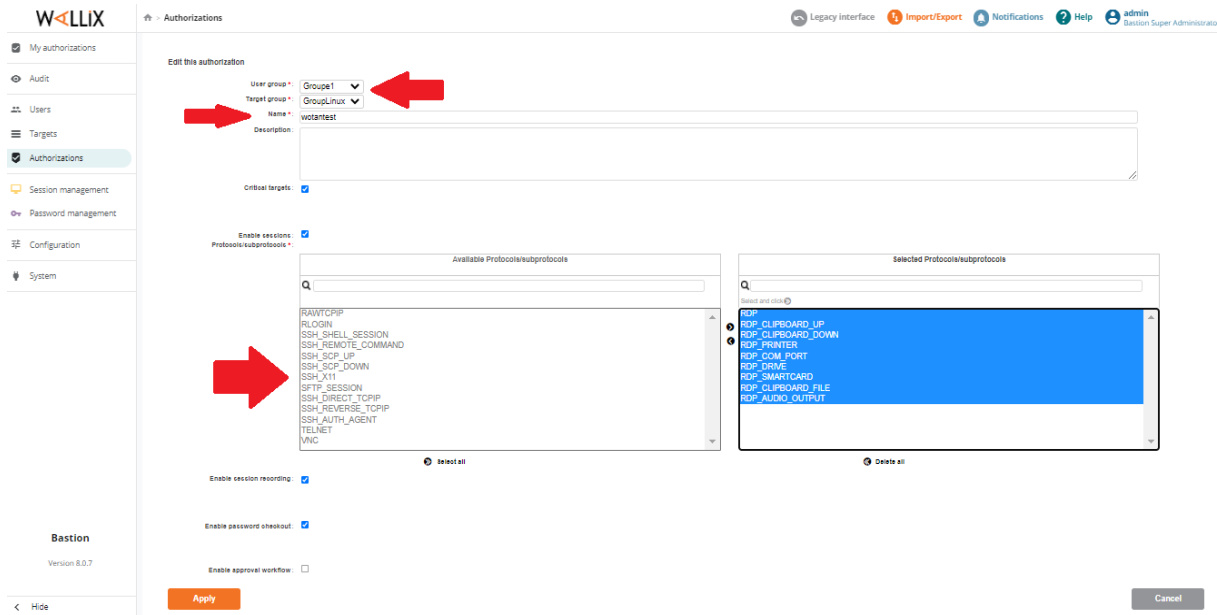 WALLIX
Authorizations
Legacy interface
Import/Export
Notifications
Help
admin
Bastion Super Administrato
My authorizations
Audit
Users
Targets
Authorizations
Session management
Password management
Configuration
System
Edit this authorization
User group *: Groupe1
Target group *: GroupLinux
Name *: wotantest
Description:
Critical targets:
Enable sessions:
Protocols/subprotocols *:
Available Protocols/subprotocols
RAWTCPIP
RLOGIN
SSH_SHELL_SESSION
SSH_REMOTE_COMMAND
SSH_SCP_UP
SSH_SCP_DOWN
SSH_X11
SFTP_SESSION
SSH_DIRECT_TCPIP
SSH_REVERSE_TCPIP
SSH_AUTH_AGENT
TELNET
VNC
Select all
Selected Protocols/subprotocols
Select and click
RDP
RDP_CLIPBOARD_UP
RDP_CLIPBOARD_DOWN
RDP_PRINTER
RDP_COM_PORT
RDP_DRIVE
RDP_SMARTCARD
RDP_CLIPBOARD_FILE
RDP_AUDIO_OUTPUT
Delete all
Enable session recording:
Enable password checkout:
Enable approval workflow:
Apply
Cancel
Bastion
Version 8.0.7
Hide